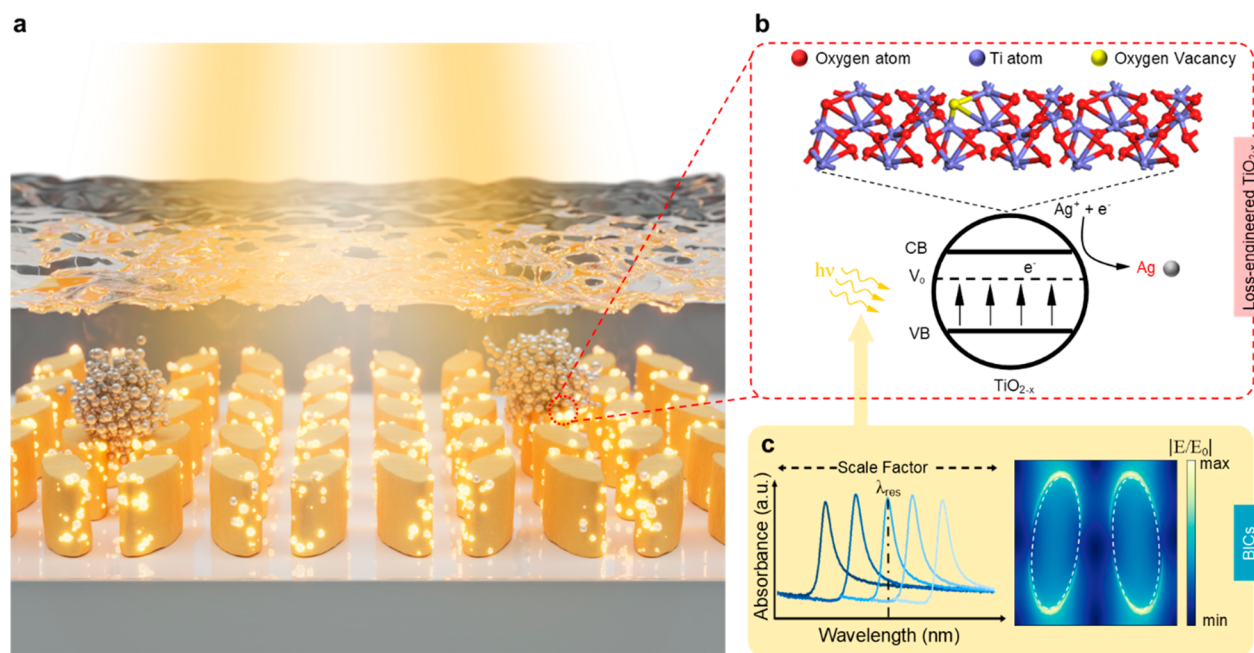 a
b
Oxygen atom
Ti atom
Oxygen Vacancy
Ag⁺ + e⁻
CB
hν
Vₒ
e⁻
Ag
VB
TiO₂₋ₓ
Loss-engineered TiO₂₋ₓ
c
|E/E₀|
Scale Factor
max
λres
Absorbance (a.u.)
min
Wavelength (nm)
BICs